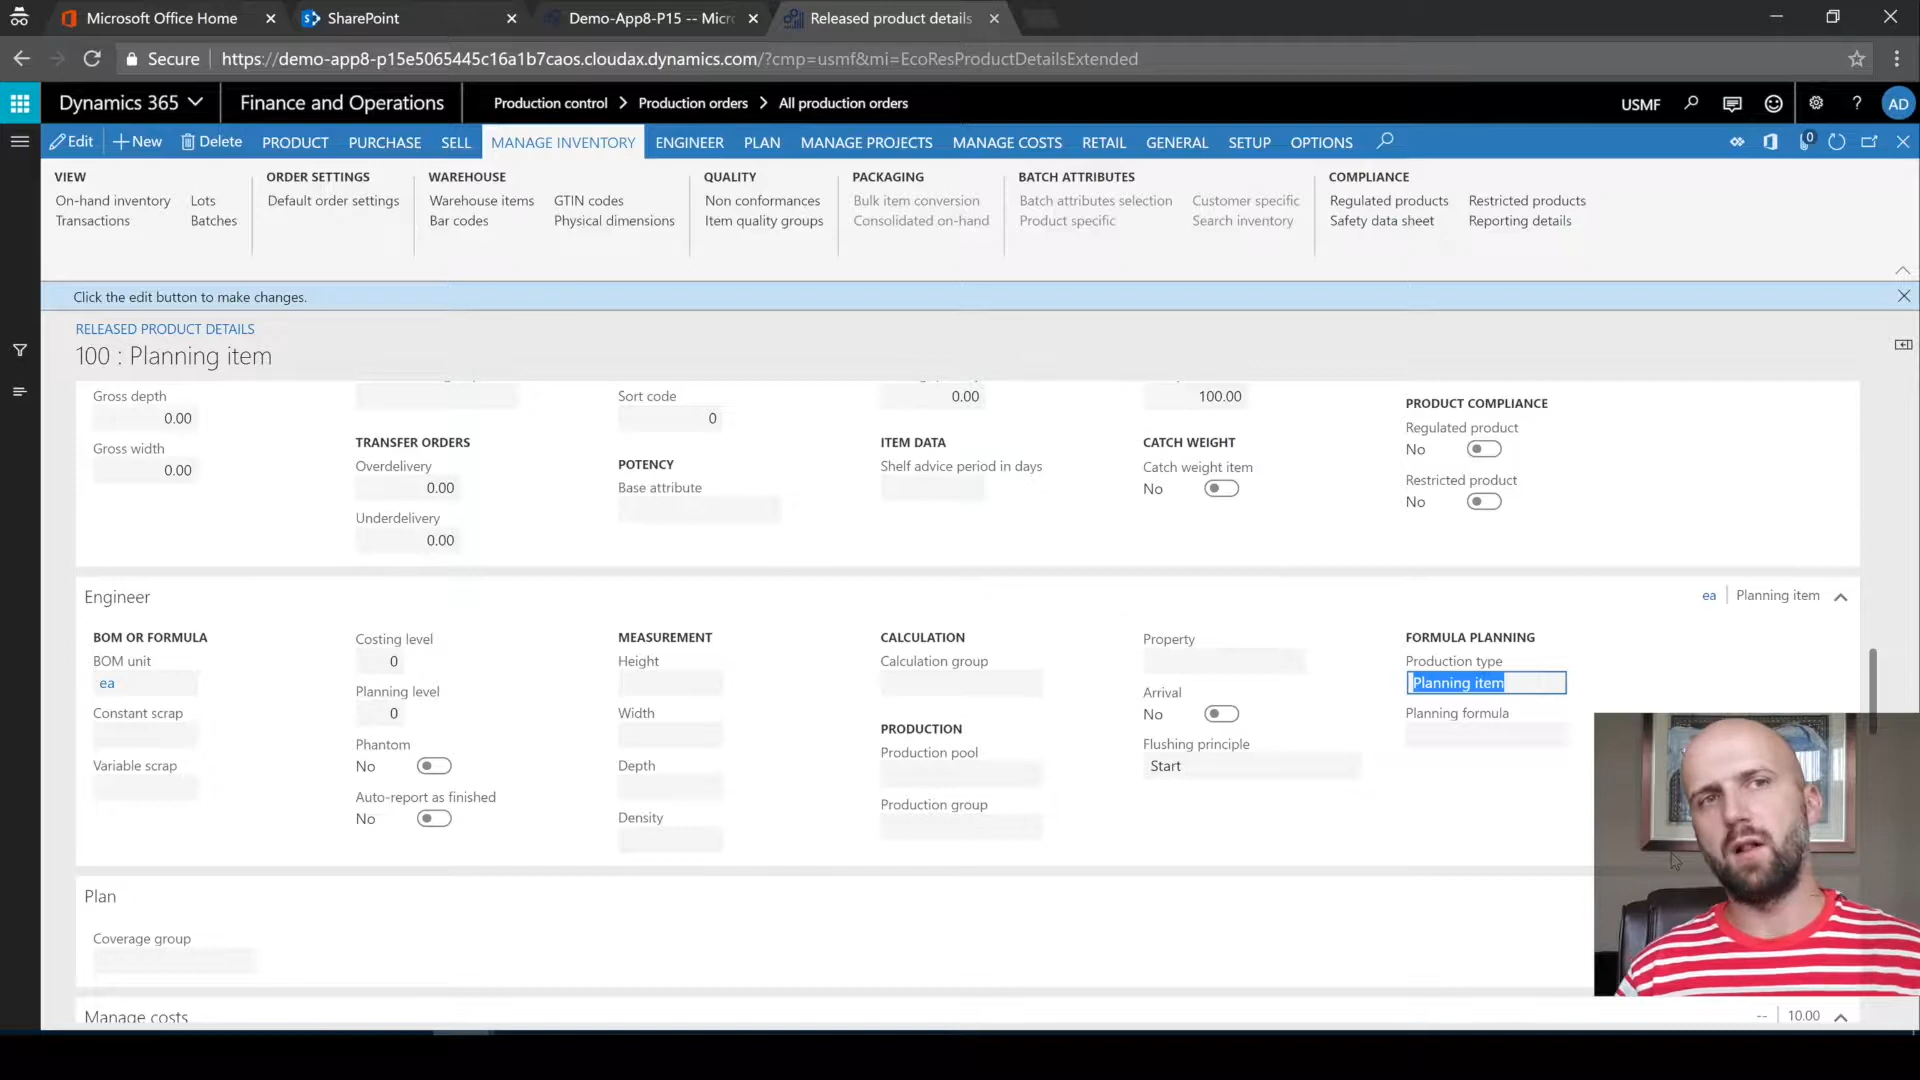 Microsoft Office Home
SharePoint
Demo-App8-P15 -- Micr
Released product details
Secure
https://demo-app8-p15e5065445c16a1b7caos.cloudax.dynamics.com/?cmp=usmf&mi=EcoResProductDetailsExtended
Dynamics 365
Finance and Operations
Production control > Production orders > All production orders
USMF
?
AD
Edit
New
Delete
PRODUCT
PURCHASE
SELL
MANAGE INVENTORY
ENGINEER
PLAN
MANAGE PROJECTS
MANAGE COSTS
RETAIL
GENERAL
SETUP
OPTIONS
0
VIEW
On-hand inventory
Transactions
Lots
Batches
ORDER SETTINGS
Default order settings
WAREHOUSE
Warehouse items
Bar codes
GTIN codes
Physical dimensions
QUALITY
Non conformances
Item quality groups
PACKAGING
Bulk item conversion
Consolidated on-hand
BATCH ATTRIBUTES
Batch attributes selection
Product specific
Customer specific
Search inventory
COMPLIANCE
Regulated products
Safety data sheet
Restricted products
Reporting details
Click the edit button to make changes.
RELEASED PRODUCT DETAILS
100 : Planning item
Gross depth
0.00
Gross width
0.00
TRANSFER ORDERS
Overdelivery
0.00
Underdelivery
0.00
Sort code
0
POTENCY
Base attribute
0.00
ITEM DATA
Shelf advice period in days
100.00
CATCH WEIGHT
Catch weight item
No
PRODUCT COMPLIANCE
Regulated product
No
Restricted product
No
Engineer
ea
Planning item
BOM OR FORMULA
BOM unit
ea
Constant scrap
Variable scrap
Costing level
0
Planning level
0
Phantom
No
Auto-report as finished
No
MEASUREMENT
Height
Width
Depth
Density
CALCULATION
Calculation group
PRODUCTION
Production pool
Production group
Property
Arrival
No
Flushing principle
Start
FORMULA PLANNING
Production type
Planning item
Planning formula
Plan
Coverage group
Manage costs
--
10.00